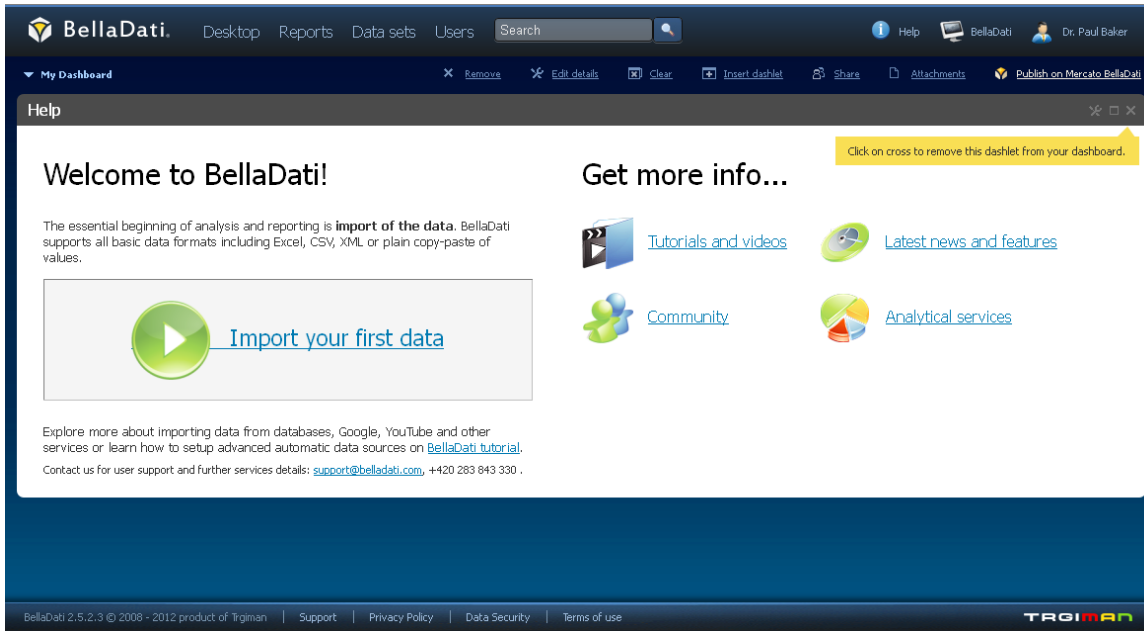 BellaDati.
Desktop Reports Data sets Users Search
Help BellaDati Dr. Paul Baker
My Dashboard Remove Edit details Clear Insert dashlet Share Attachments Publish on Mercato BellaDati
Help
Click on cross to remove this dashlet from your dashboard.
Welcome to BellaDati!
The essential beginning of analysis and reporting is import of the data. BellaDati
supports all basic data formats including Excel, CSV, XML or plain copy-paste of
values.
Import your first data
Explore more about importing data from databases, Google, YouTube and other
services or learn how to setup advanced automatic data sources on BellaDati tutorial.
Contact us for user support and further services details: support@belladati.com, +420 283 843 330 .
Get more info...
Tutorials and videos
Latest news and features
Community
Analytical services
BellaDati 2.5.2.3 © 2008 - 2012 product of Trgiman | Support | Privacy Policy | Data Security | Terms of use
TRGIMAN